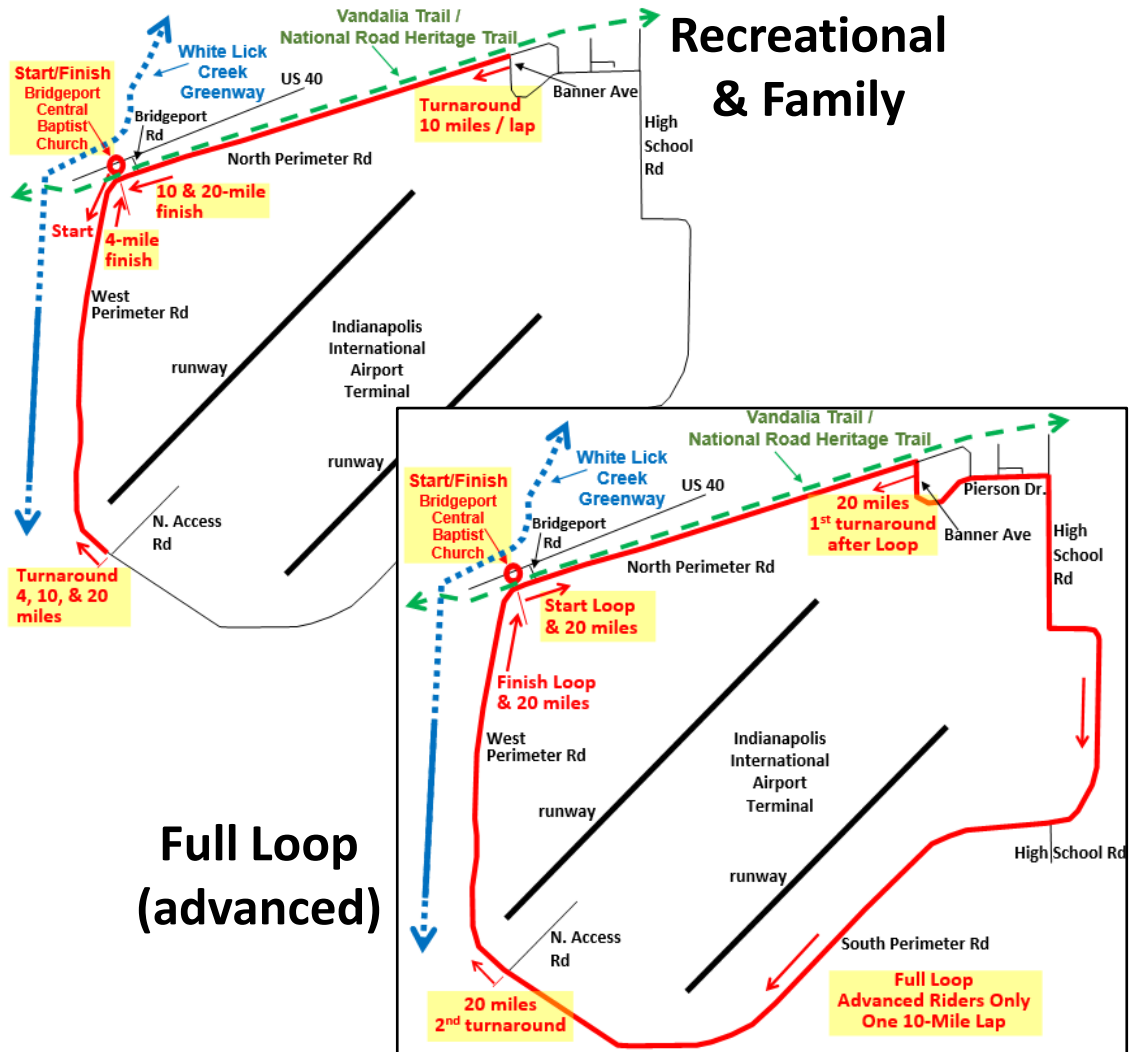 Recreational
& Family
Vandalia Trail /
National Road Heritage Trail
White Lick
Creek
Greenway
US 40
Start/Finish
Bridgeport
Central
Baptist
Church
Bridgeport
Rd
Turnaround
10 miles / lap
Banner Ave
High
School
Rd
North Perimeter Rd
10 & 20-mile
finish
Start
4-mile
finish
West
Perimeter Rd
Indianapolis
International
Airport
Terminal
runway
runway
N. Access
Rd
Turnaround
4, 10, & 20
miles
Full Loop
(advanced)
Vandalia Trail /
National Road Heritage Trail
White Lick
Creek
Greenway
US 40
Start/Finish
Bridgeport
Central
Baptist
Church
Bridgeport
Rd
20 miles
1st turnaround
after Loop
Pierson Dr.
Banner Ave
High
School
Rd
North Perimeter Rd
Start Loop
& 20 miles
Finish Loop
& 20 miles
West
Perimeter Rd
Indianapolis
International
Airport
Terminal
runway
runway
High School Rd
N. Access
Rd
South Perimeter Rd
20 miles
2nd turnaround
Full Loop
Advanced Riders Only
One 10-Mile Lap